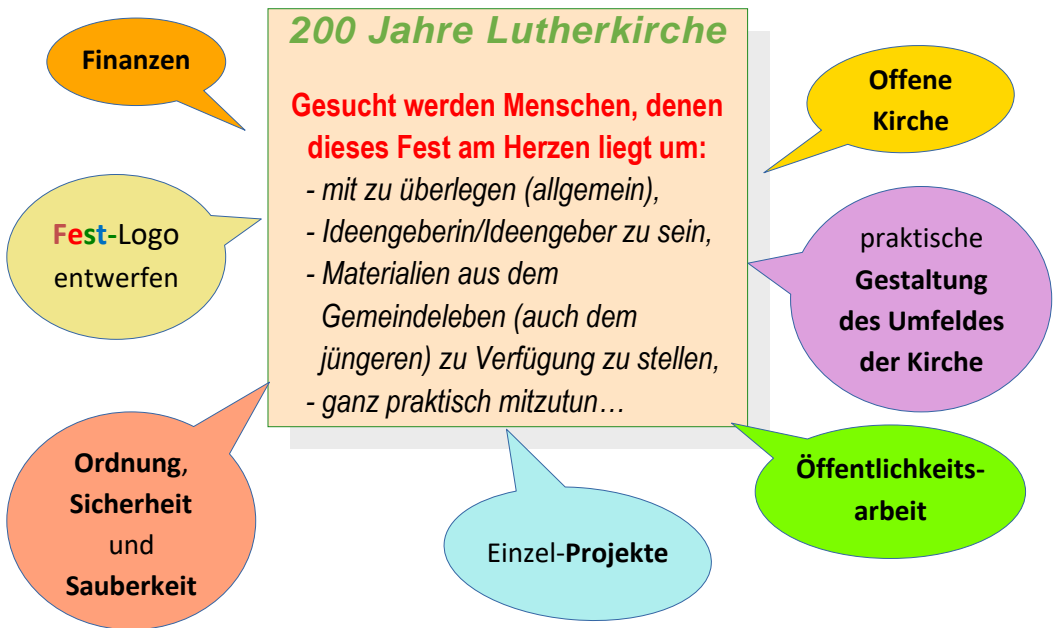 200 Jahre Lutherkirche
Gesucht werden Menschen, denen
dieses Fest am Herzen liegt um:
- mit zu überlegen (allgemein),
- Ideengeberin/Ideengeber zu sein,
- Materialien aus dem
Gemeindeleben (auch dem
jüngeren) zu Verfügung zu stellen,
- ganz praktisch mitzutun…
Finanzen
Fest-Logo
entwerfen
Ordnung,
Sicherheit
und
Sauberkeit
Einzel-Projekte
Offene
Kirche
praktische
Gestaltung
des Umfeldes
der Kirche
Öffentlichkeits-
arbeit